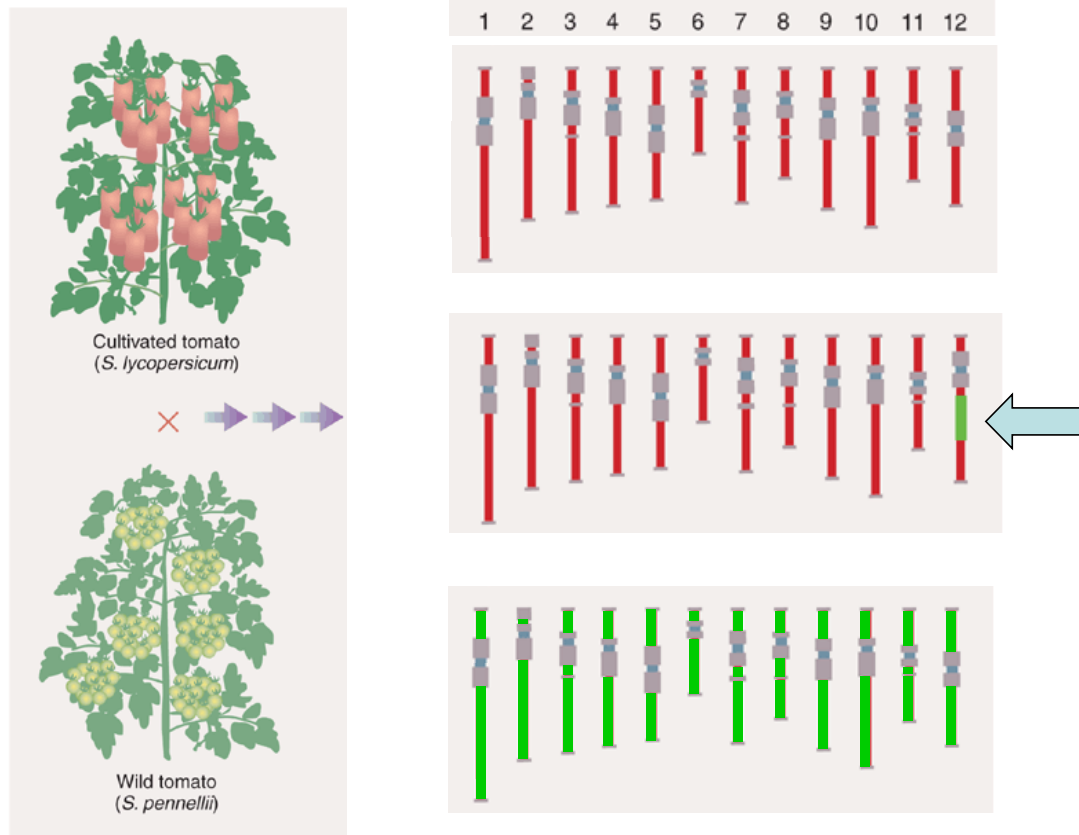 1 2 3 4 5 6 7 8 9 10 11 12
Cultivated tomato
(S. lycopersicum)
Wild tomato
(S. pennellii)